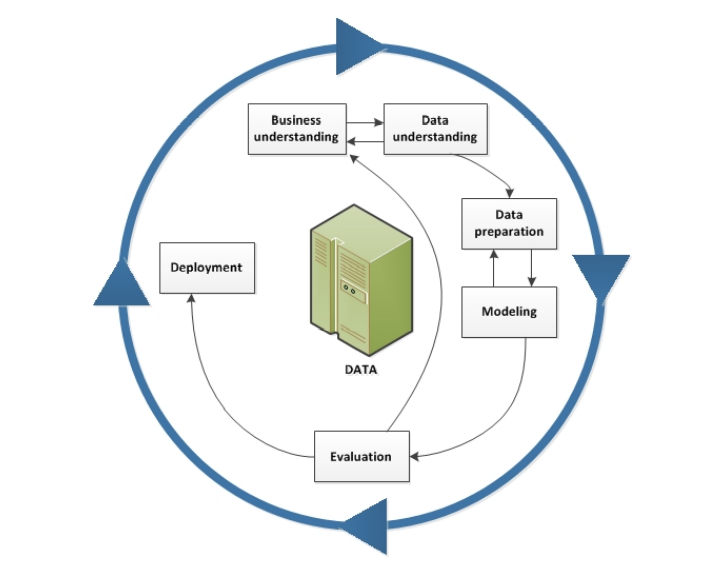 Business
understanding
Data
understanding
Data
preparation
Deployment
Modeling
DATA
Evaluation